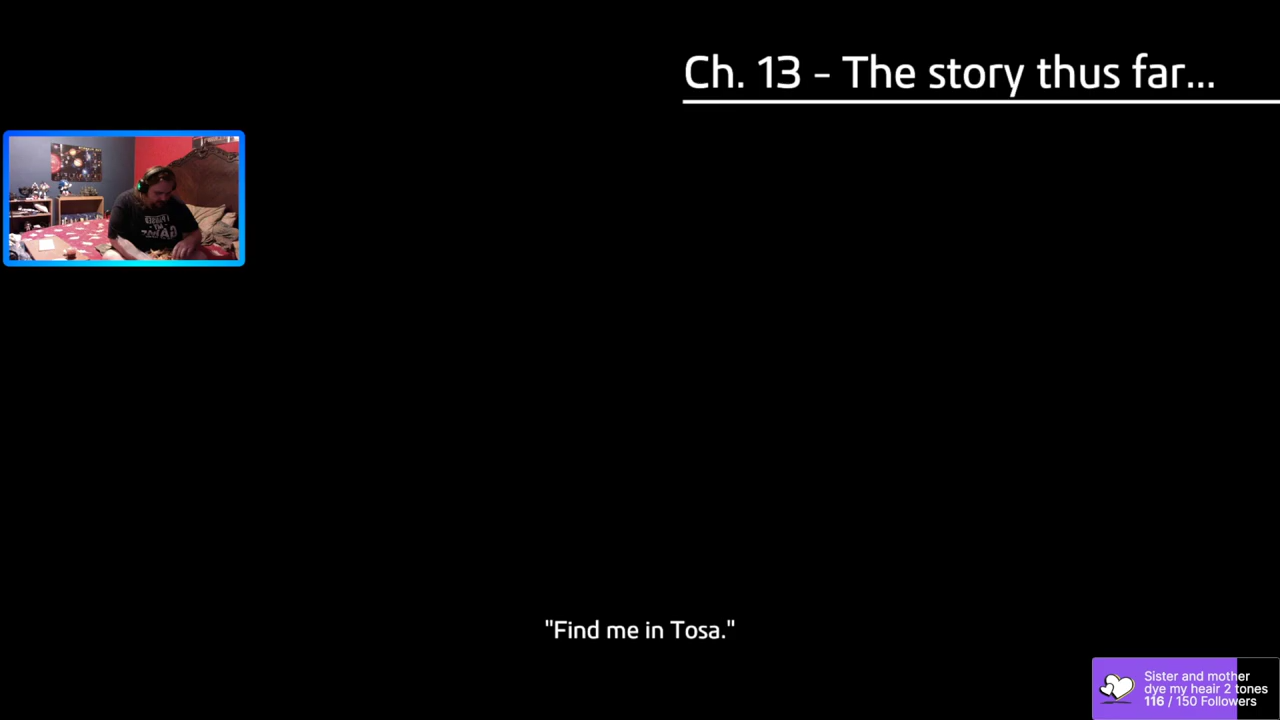 Ch. 13 - The story thus far...
"Find me in Tosa."
Sister and mother
dye my heair 2 tones
116 / 150 Followers